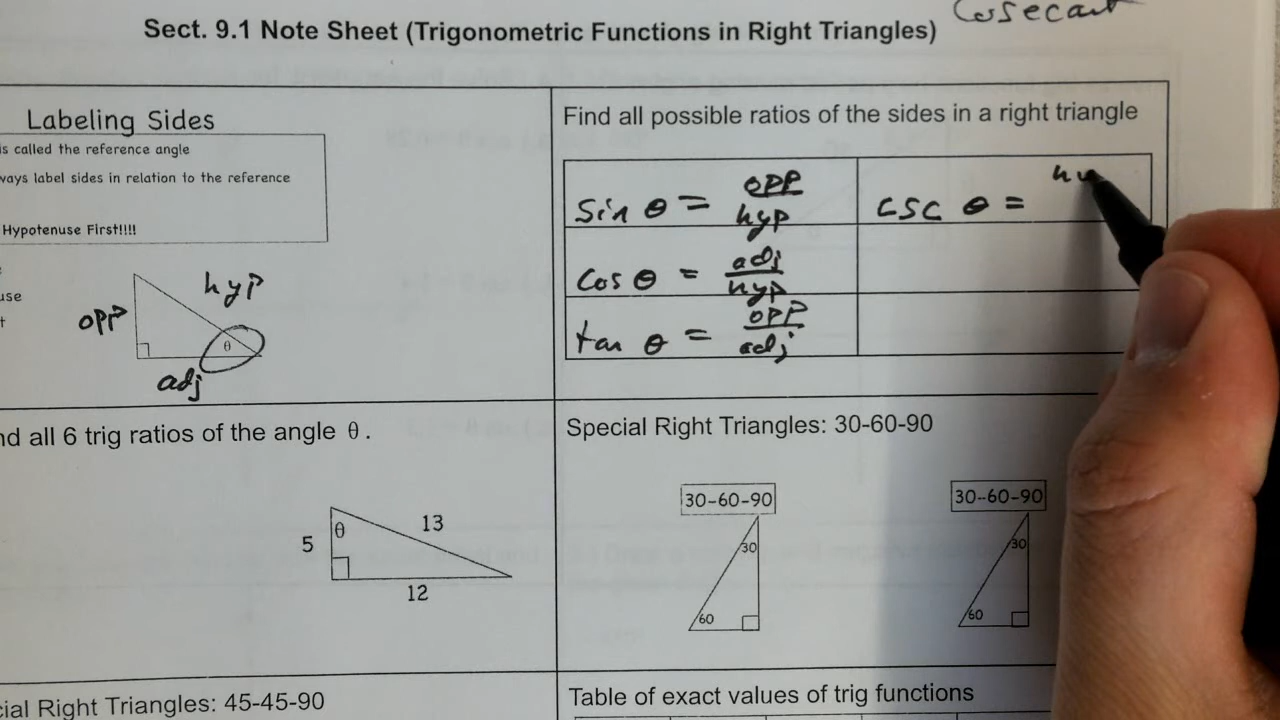 Cosecant
Sect. 9.1 Note Sheet (Trigonometric Functions in Right Triangles)
Labeling Sides
is called the reference angle
ways label sides in relation to the reference
Hypotenuse First!!!!
use
t
opp
hyp
θ
adj
Find all possible ratios of the sides in a right triangle
sin θ = opp/hyp
csc θ = hy
cos θ = adj/hyp
tan θ = opp/adj
nd all 6 trig ratios of the angle θ.
θ
5
13
12
Special Right Triangles: 30-60-90
30-60-90
30
60
30-60-90
30
60
cial Right Triangles: 45-45-90
Table of exact values of trig functions